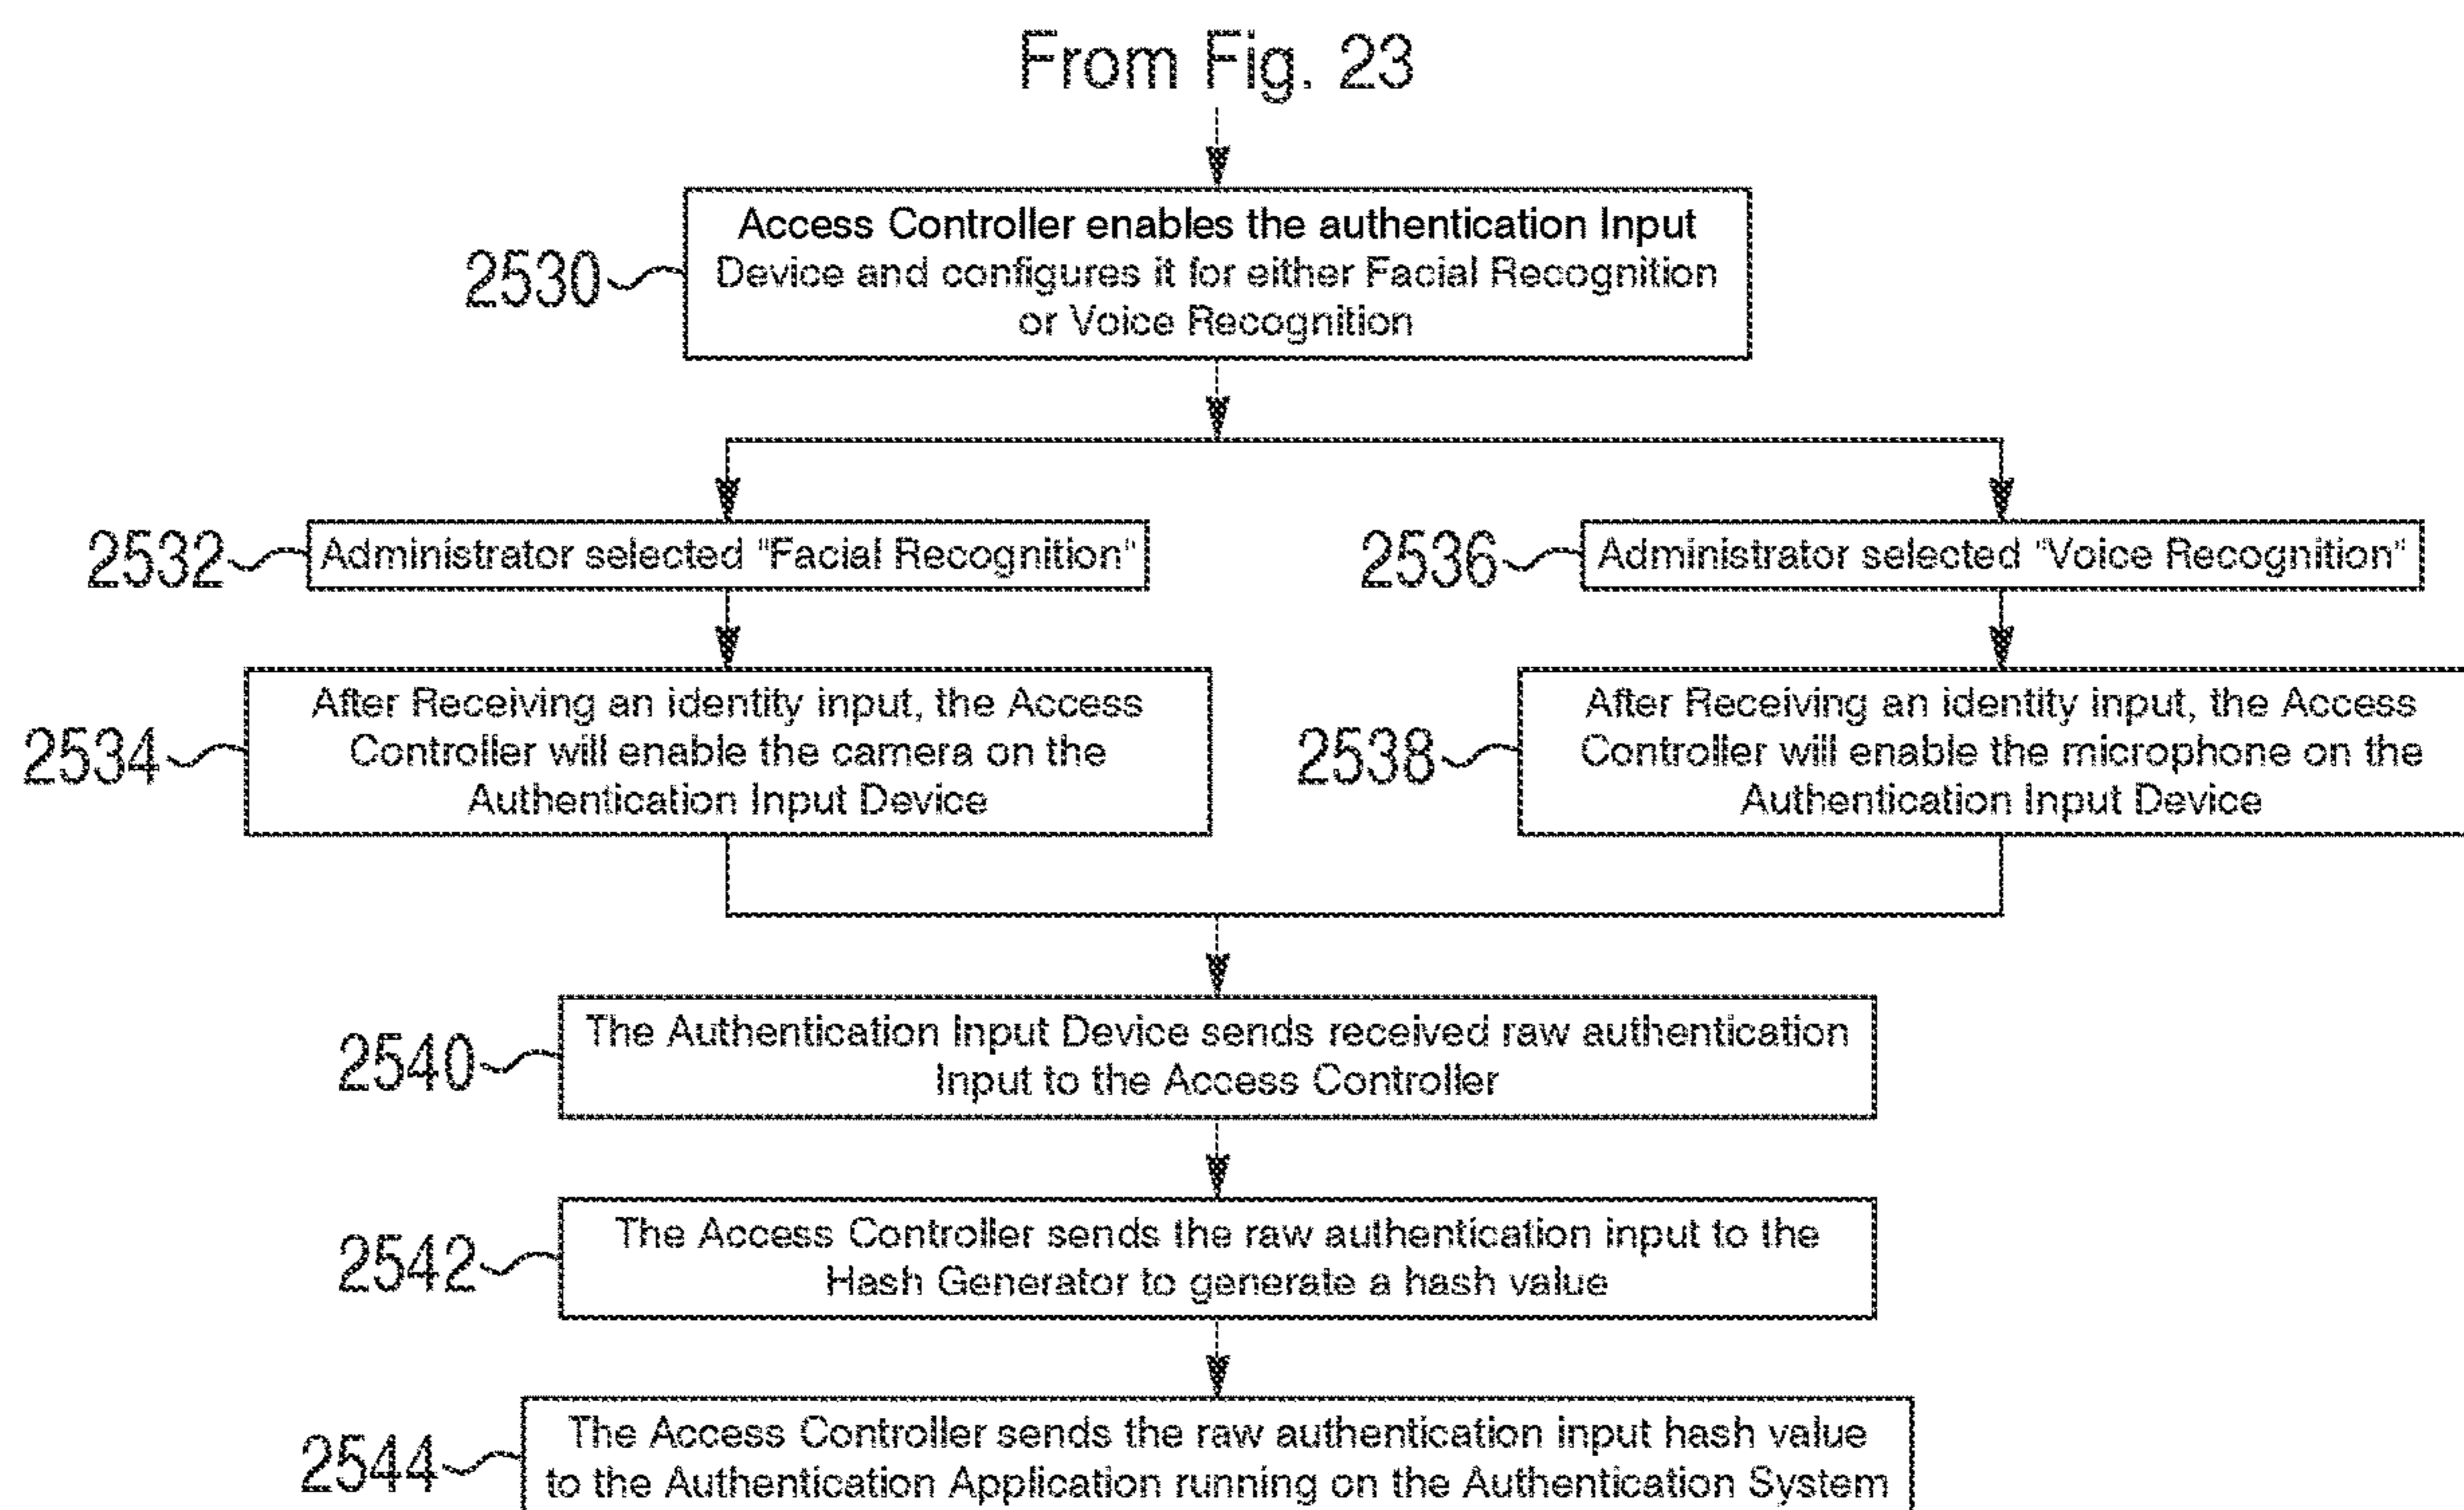 From Fig. 23
2530
Access Controller enables the authentication Input
Device and configures it for either Facial Recognition
or Voice Recognition
2532
Administrator selected "Facial Recognition"
2536
Administrator selected "Voice Recognition"
2534
After Receiving an identity input, the Access
Controller will enable the camera on the
Authentication Input Device
2538
After Receiving an identity input, the Access
Controller will enable the microphone on the
Authentication Input Device
2540
The Authentication Input Device sends received raw authentication
Input to the Access Controller
2542
The Access Controller sends the raw authentication input to the
Hash Generator to generate a hash value
2544
The Access Controller sends the raw authentication input hash value
to the Authentication Application running on the Authentication System